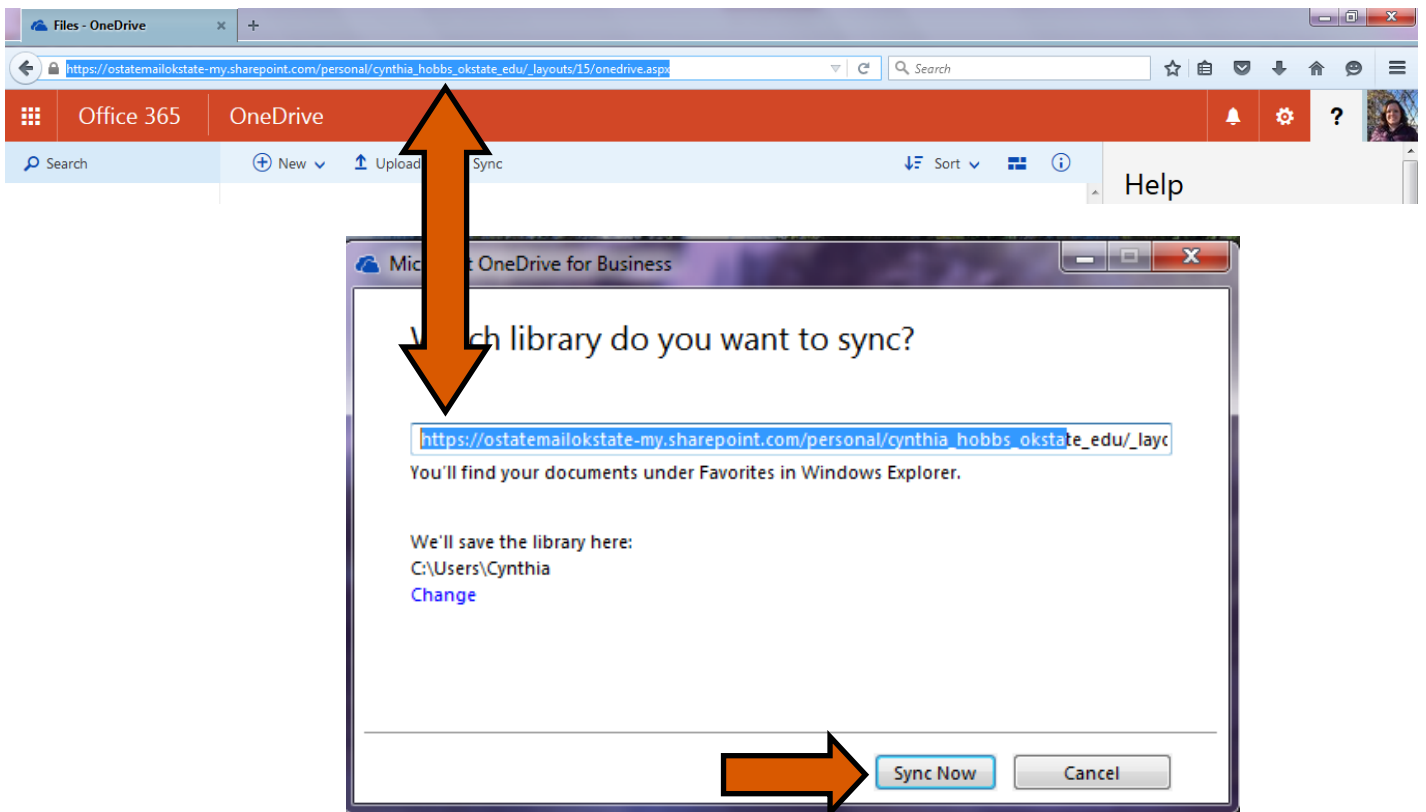 Files - OneDrive
https://ostatemailokstate-my.sharepoint.com/personal/cynthia_hobbs_okstate_edu/_layouts/15/onedrive.aspx
Search
Office 365 OneDrive ?
Search New Upload Sync Sort
Help
OneDrive for Business
library do you want to sync?
https://ostatemailokstate-my.sharepoint.com/personal/cynthia_hobbs_okstate_edu/_layo
You'll find your documents under Favorites in Windows Explorer.
We'll save the library here:
C:\Users\Cynthia
Change
Sync Now Cancel